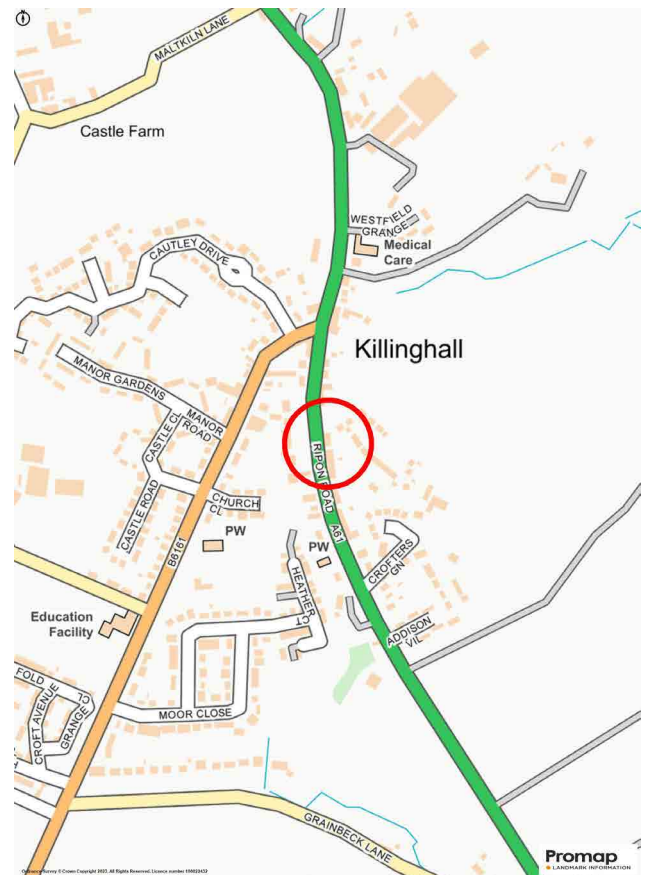 MALTKILN LANE
Castle Farm
WESTFIELD
GRANGE
Medical
Care
CAUTLEY DRIVE
Killinghall
MANOR GARDENS
MANOR
ROAD
CASTLE CL
CASTLE ROAD
RIPON ROAD
CHURCH
CL
PW
B6161
A61
PW
CROFTERS
GN
HEATHER
CT
Education
Facility
ADDISON
VIL
FOLD
CL
CROFT AVENUE
GRANGE
MOOR CLOSE
GRAINBECK LANE
Promap
LANDMARK INFORMATION